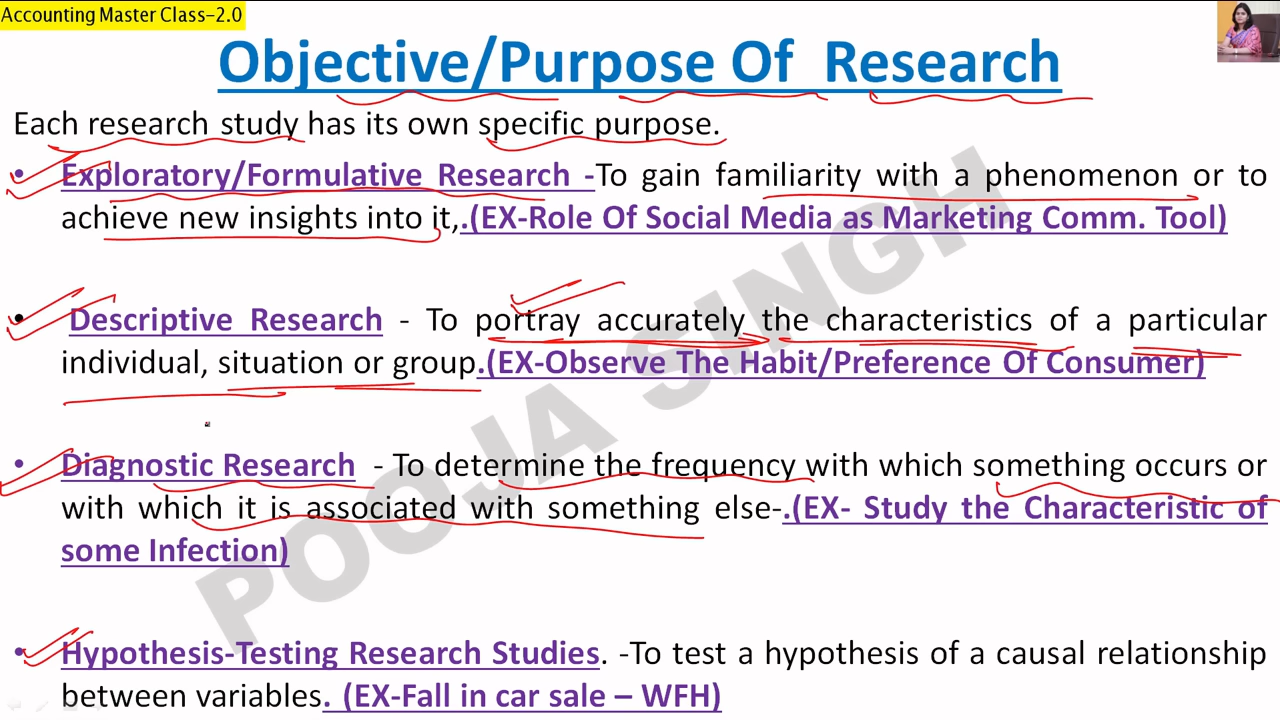 Accounting Master Class-2.0
Objective/Purpose Of Research
Each research study has its own specific purpose.
• Exploratory/Formulative Research -To gain familiarity with a phenomenon or to
achieve new insights into it,.(EX-Role Of Social Media as Marketing Comm. Tool)
• Descriptive Research - To portray accurately the characteristics of a particular
individual, situation or group.(EX-Observe The Habit/Preference Of Consumer)
• Diagnostic Research - To determine the frequency with which something occurs or
with which it is associated with something else-.(EX- Study the Characteristic of
some Infection)
• Hypothesis-Testing Research Studies. -To test a hypothesis of a causal relationship
between variables. (EX-Fall in car sale – WFH)
POOJA SINGH